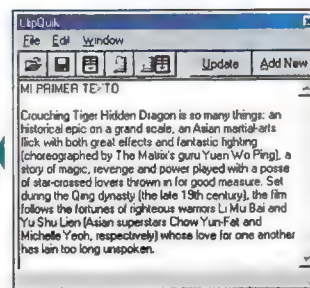 ClipQuik
File Edit Window
Update Add New
MI PRIMER TEXTO
Crouching Tiger Hidden Dragon is so many things: an
historical epic on a grand scale, an Asian martial-arts
flick with both great effects and fantastic fighting
(choreographed by The Matrix's guru Yuen Wo Ping), a
story of magic, revenge and power played with a posse
of star-crossed lovers thrown in for good measure. Set
during the Qing dynasty (the late 19th century), the film
follows the fortunes of righteous warriors Li Mu Bai and
Yu Shu Lien (Asian superstars Chow Yun-Fat and
Michelle Yeoh, respectively) whose love for one another
has lain too long unspoken.